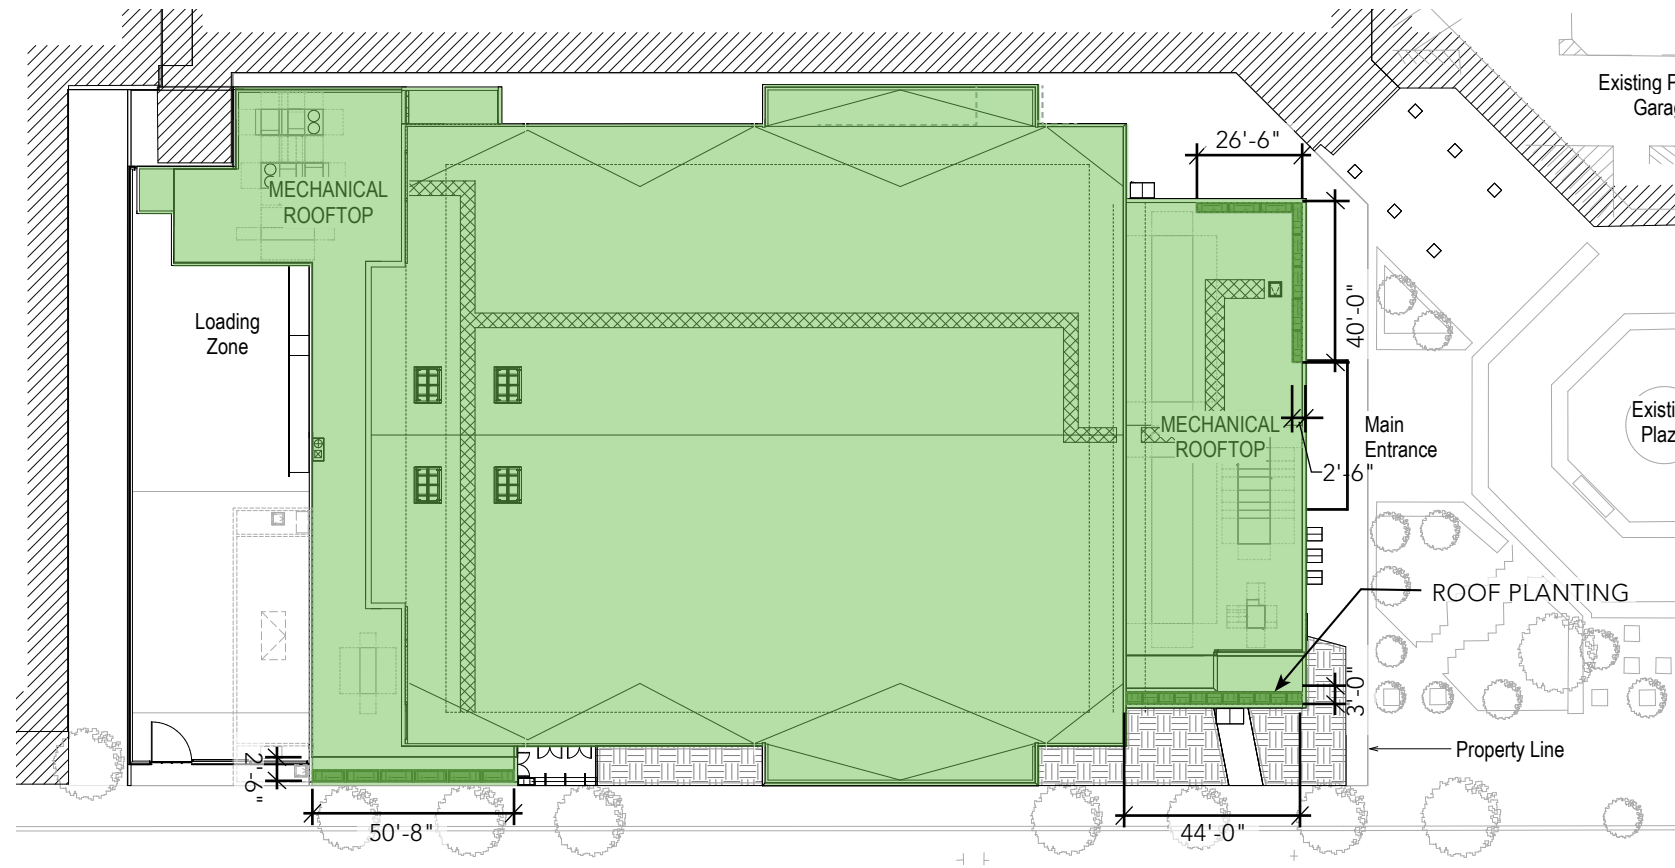 Existing P
Garag
26'-6"
MECHANICAL
ROOFTOP
40'-0"
Loading
Zone
Existi
Plaz
MECHANICAL
ROOFTOP
Main
Entrance
2'-6"
ROOF PLANTING
3'-0"
Property Line
2'-6"
50'-8"
44'-0"